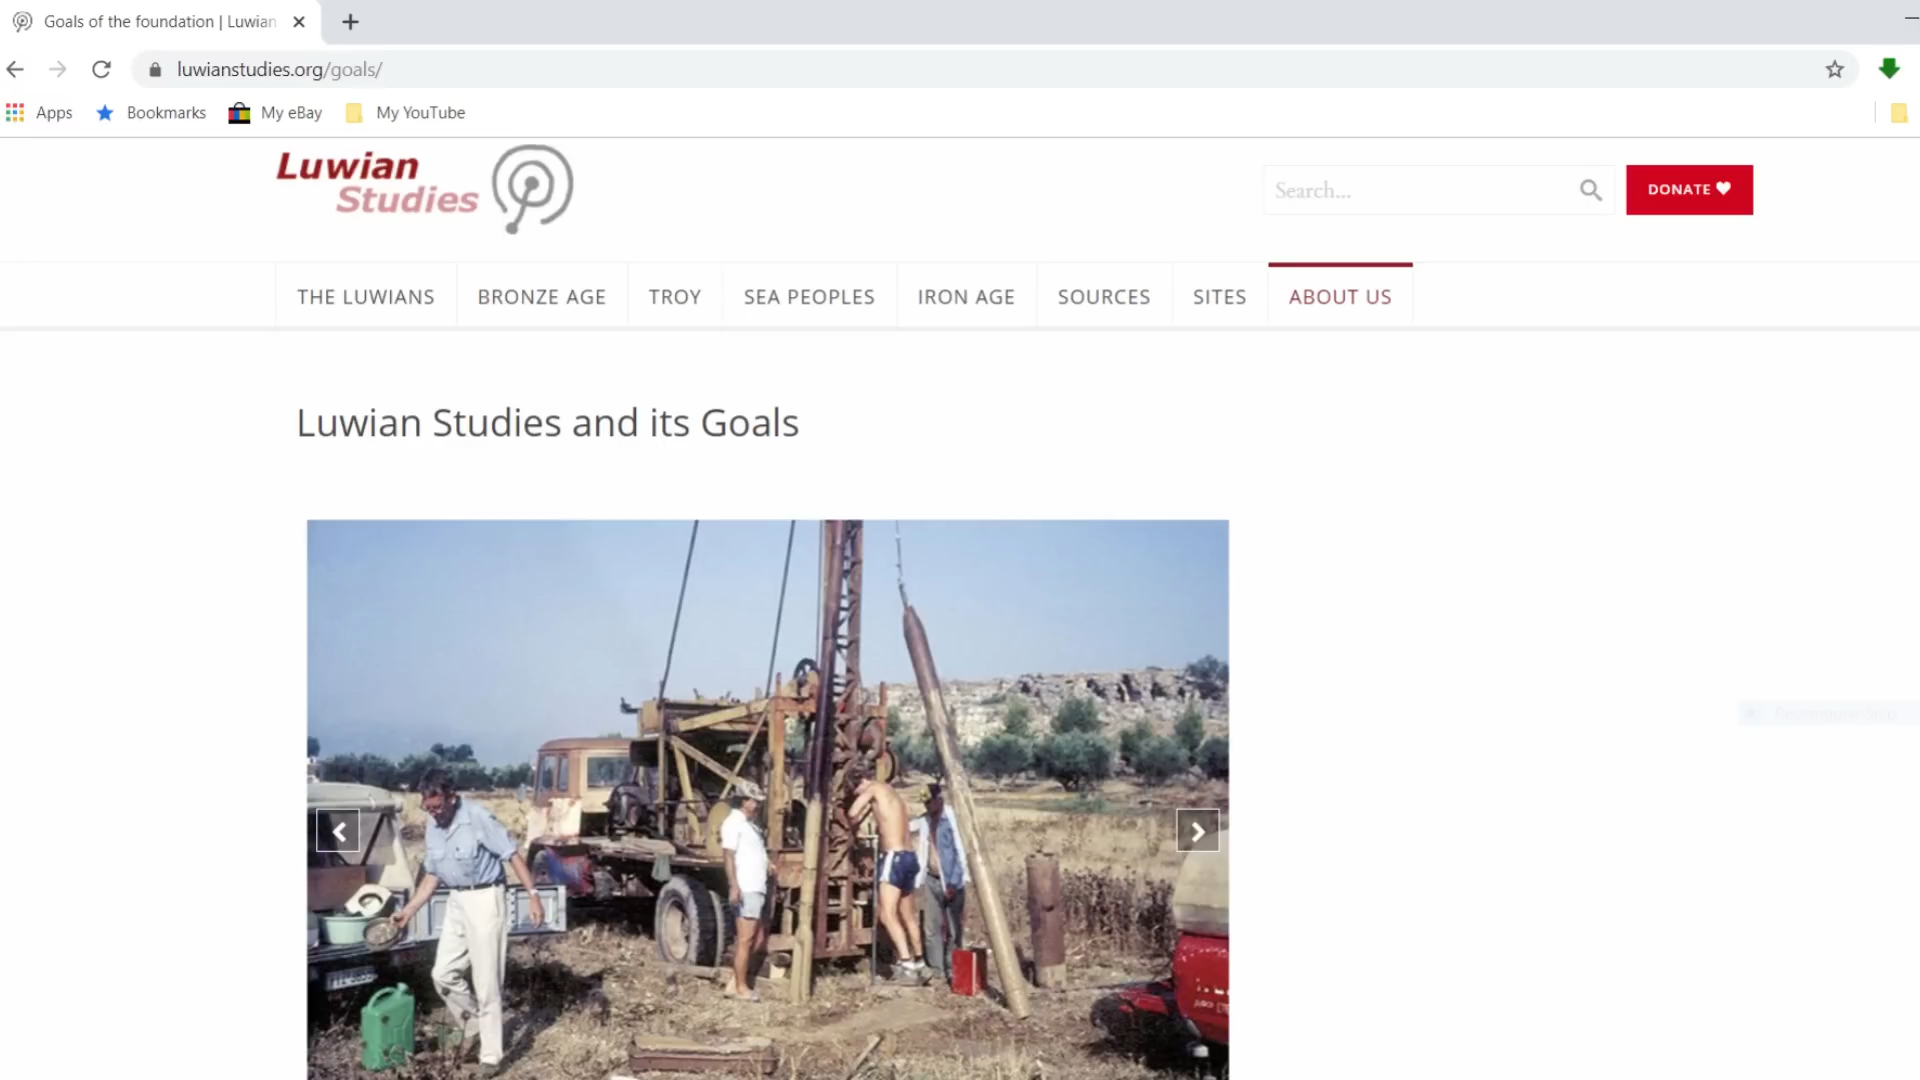 Goals of the foundation | Luwian
luwianstudies.org/goals/
Apps
Bookmarks
My eBay
My YouTube
Luwian
Studies
Search...
DONATE
THE LUWIANS
BRONZE AGE
TROY
SEA PEOPLES
IRON AGE
SOURCES
SITES
ABOUT US
Luwian Studies and its Goals